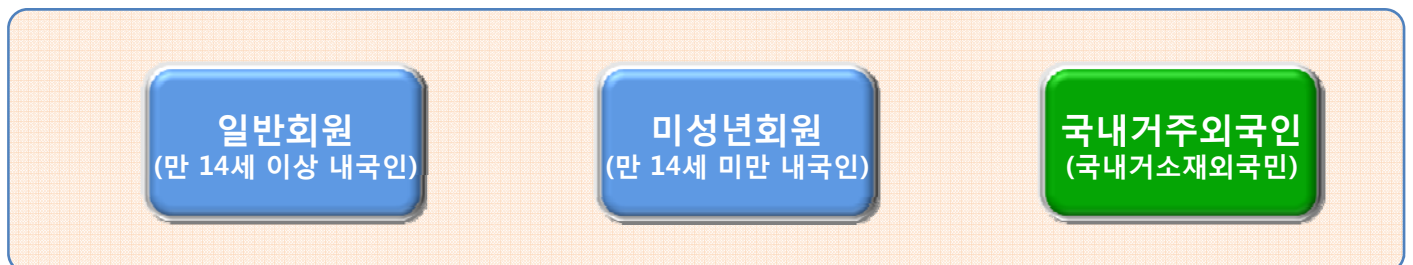 일반회원
(만 14세 이상 내국인)
미성년회원
(만 14세 미만 내국인)
국내거주외국인
(국내거소재외국민)